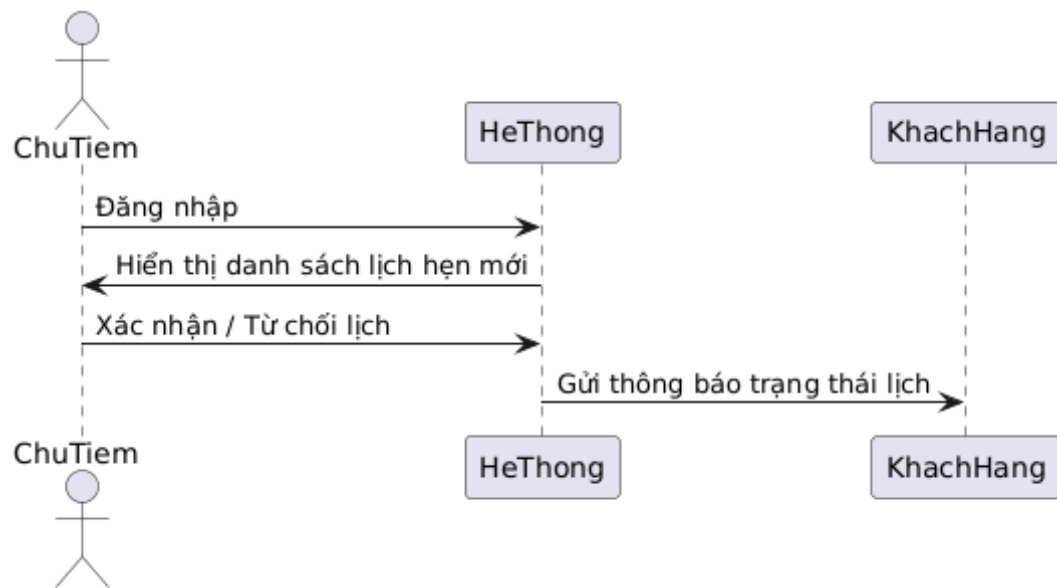 ChuTiem
HeThong
KhachHang
Đăng nhập
Hiển thị danh sách lịch hẹn mới
Xác nhận / Từ chối lịch
Gửi thông báo trạng thái lịch
ChuTiem
HeThong
KhachHang